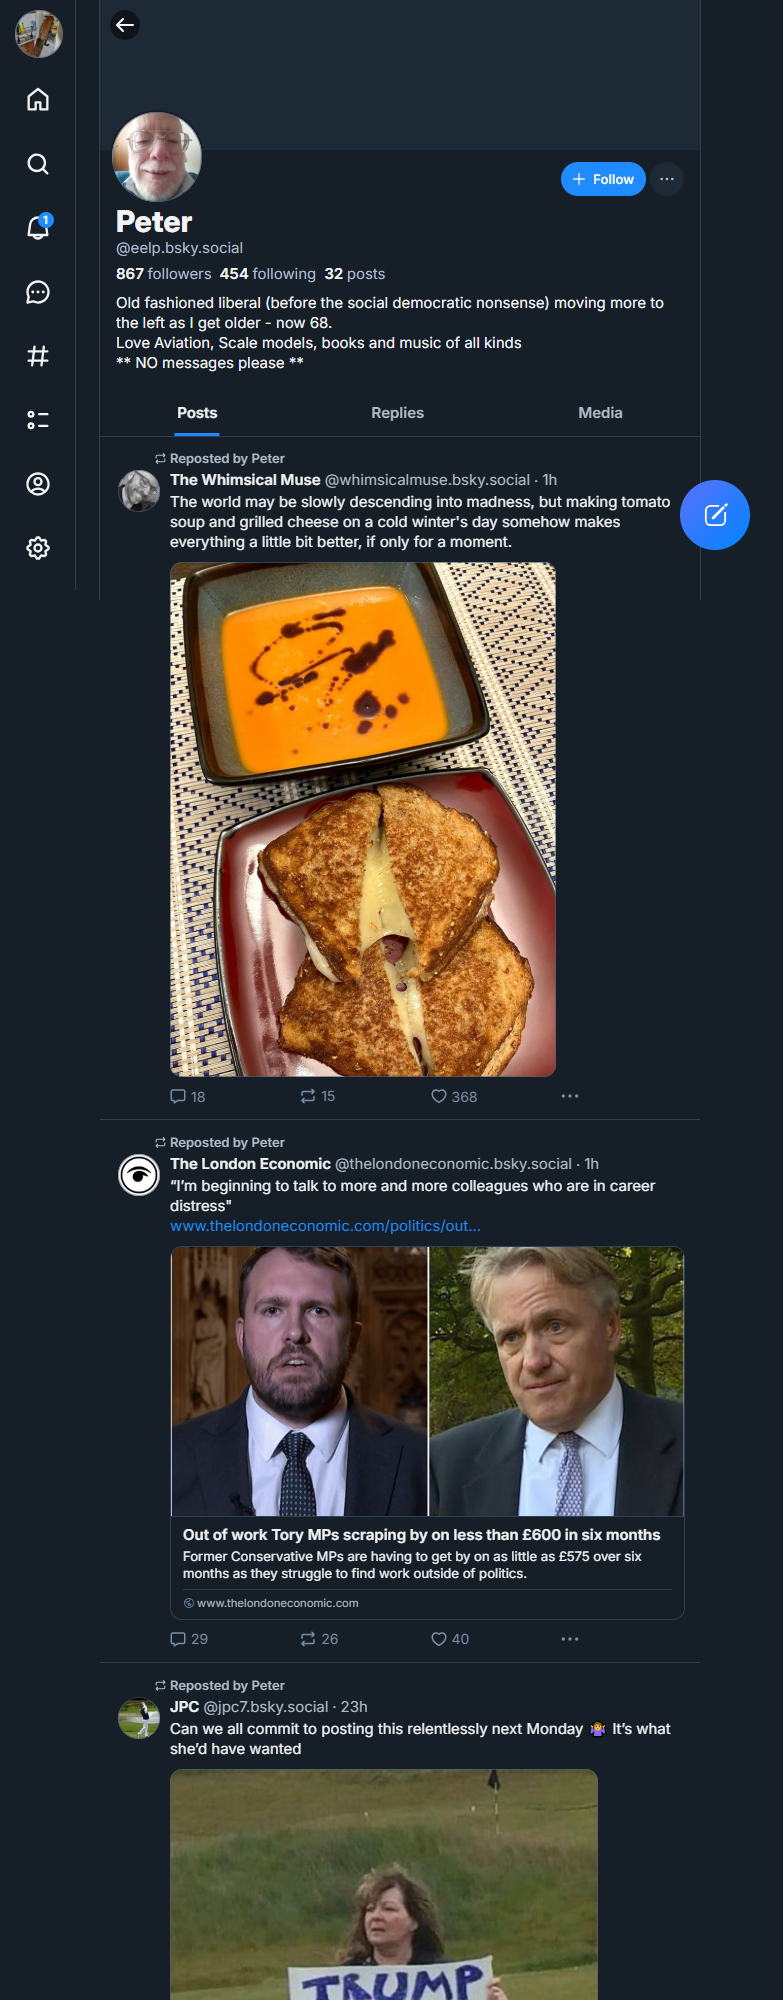 1
+ Follow
Peter
@eelp.bsky.social
867 followers 454 following 32 posts
Old fashioned liberal (before the social democratic nonsense) moving more to
the left as I get older - now 68.
Love Aviation, Scale models, books and music of all kinds
** NO messages please **
Posts Replies Media
Reposted by Peter
The Whimsical Muse @whimsicalmuse.bsky.social · 1h
The world may be slowly descending into madness, but making tomato
soup and grilled cheese on a cold winter's day somehow makes
everything a little bit better, if only for a moment.
18 15 368
Reposted by Peter
The London Economic @thelondoneconomic.bsky.social · 1h
“I’m beginning to talk to more and more colleagues who are in career
distress"
www.thelondoneconomic.com/politics/out...
Out of work Tory MPs scraping by on less than £600 in six months
Former Conservative MPs are having to get by on as little as £575 over six
months as they struggle to find work outside of politics.
www.thelondoneconomic.com
29 26 40
Reposted by Peter
JPC @jpc7.bsky.social · 23h
Can we all commit to posting this relentlessly next Monday 🤷‍♀️ It’s what
she’d have wanted
TRUMP